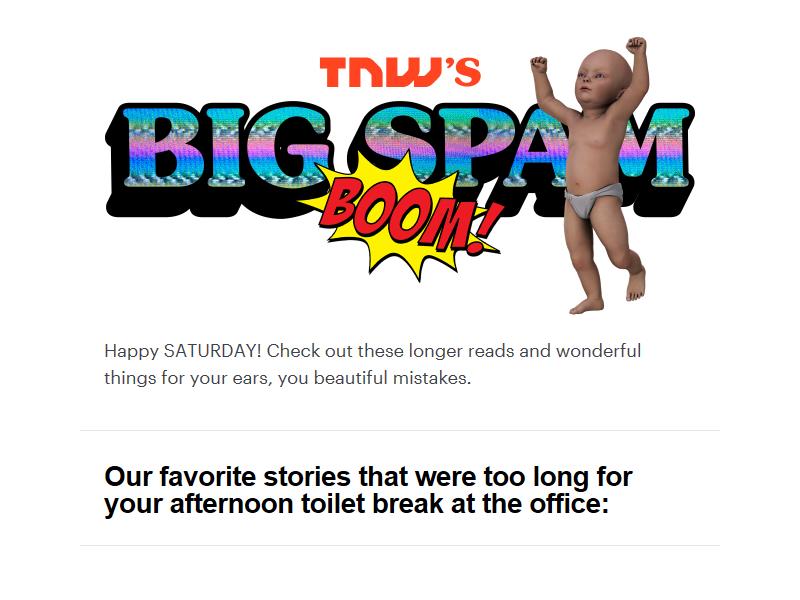 TNW'S
BIG SPAM
BOOM!
Happy SATURDAY! Check out these longer reads and wonderful
things for your ears, you beautiful mistakes.
Our favorite stories that were too long for
your afternoon toilet break at the office: